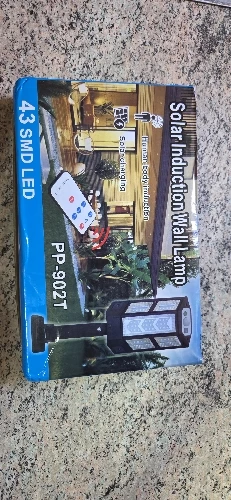 Solar Induction Wall Lamp
Human body induction
Solar charging
PP-902T
43 SMD LED